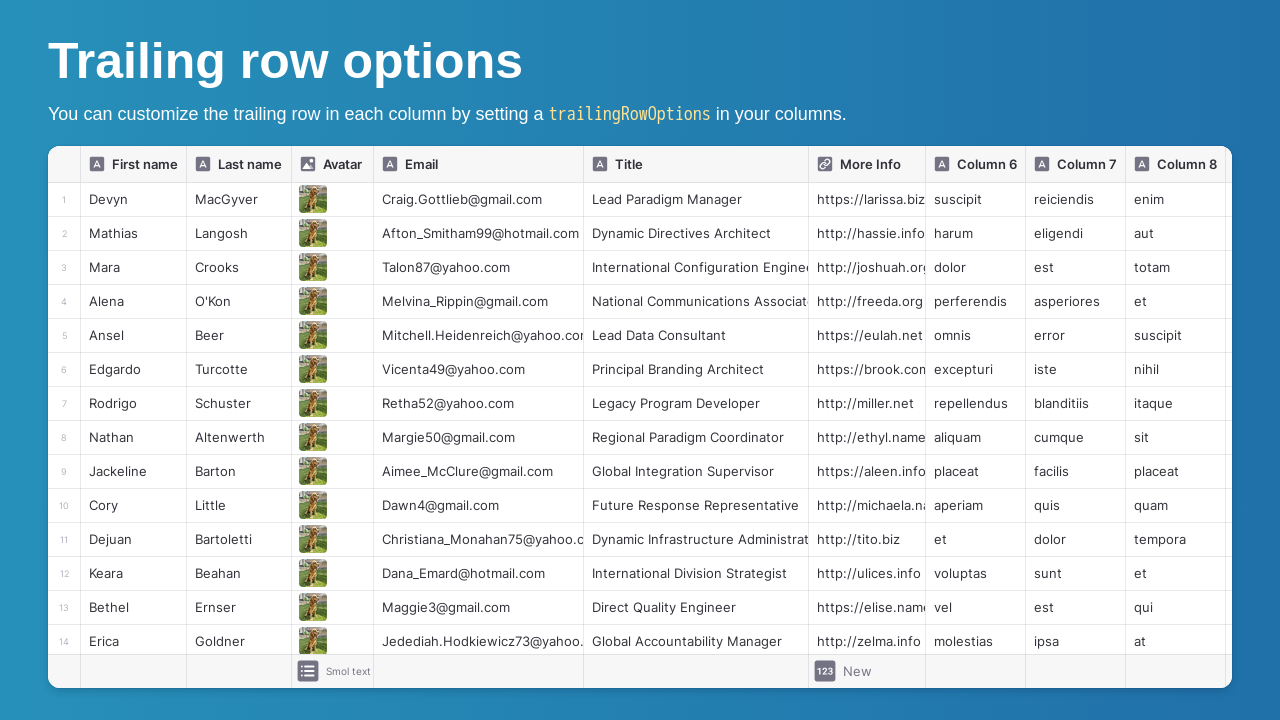 Trailing row options
You can customize the trailing row in each column by setting a trailingRowOptions in your columns.
First name Last name Avatar Email Title More Info Column 6 Column 7 Column 8
1 Devyn MacGyver Craig.Gottlieb@gmail.com Lead Paradigm Manager https://larissa.biz suscipit reiciendis enim
2 Mathias Langosh Afton_Smitham99@hotmail.com Dynamic Directives Architect http://hassie.info harum eligendi aut
3 Mara Crooks Talon87@yahoo.com International Configuration Enginee http://joshuah.org dolor est totam
4 Alena O'Kon Melvina_Rippin@gmail.com National Communications Associate http://freeda.org perferendis asperiores et
5 Ansel Beer Mitchell.Heidenreich@yahoo.com Lead Data Consultant https://eulah.net omnis error suscipit
6 Edgardo Turcotte Vicenta49@yahoo.com Principal Branding Architect https://brook.com excepturi iste nihil
7 Rodrigo Schuster Retha52@yahoo.com Legacy Program Developer http://miller.net repellendus blanditiis itaque
8 Nathan Altenwerth Margie50@gmail.com Regional Paradigm Coordinator http://ethyl.name aliquam cumque sit
9 Jackeline Barton Aimee_McClure@gmail.com Global Integration Supervisor https://aleen.info placeat facilis placeat
10 Cory Little Dawn4@gmail.com Future Response Representative http://michaela.na aperiam quis quam
11 Dejuan Bartoletti Christiana_Monahan75@yahoo.c Dynamic Infrastructure Administrat http://tito.biz et dolor tempora
12 Keara Beahan Dana_Emard@hotmail.com International Division Strategist http://ulices.info voluptas sunt et
13 Bethel Ernser Maggie3@gmail.com Direct Quality Engineer https://elise.name vel est qui
14 Erica Goldner Jedediah.Hodkiewicz73@yahoo. Global Accountability Manager http://zelma.info molestias ipsa at
Smol text 123 New